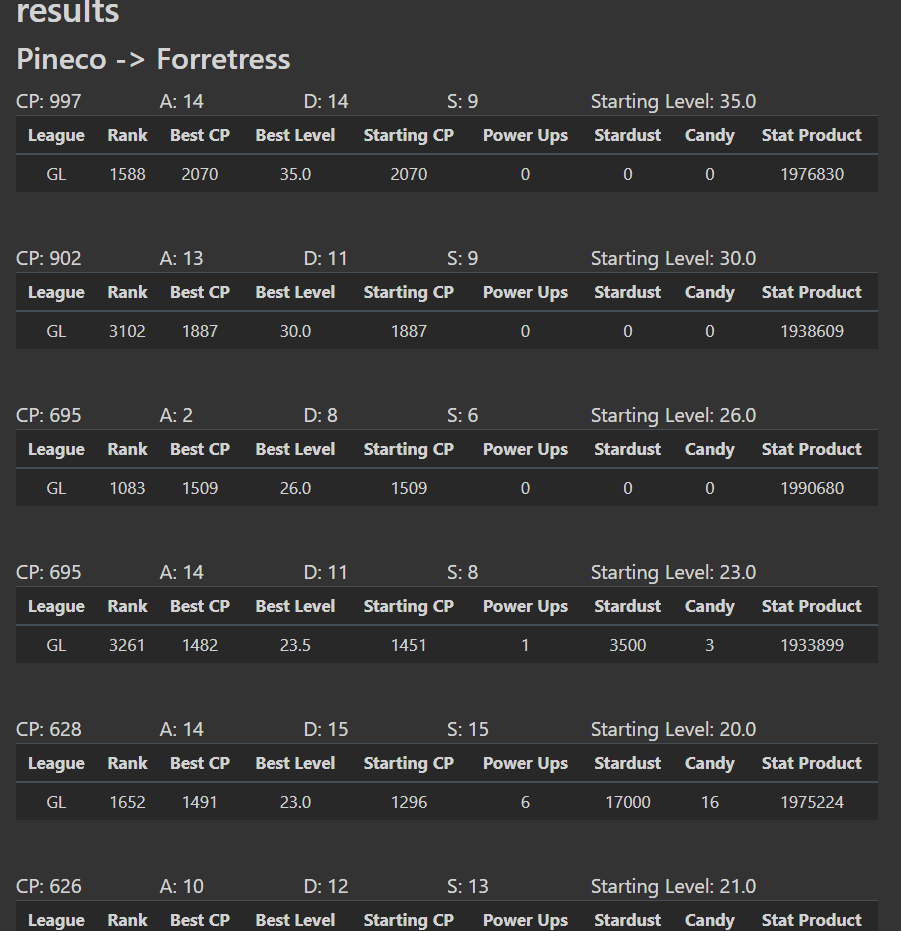 results
Pineco -> Forretress
CP: 997 A: 14 D: 14 S: 9 Starting Level: 35.0
League Rank Best CP Best Level Starting CP Power Ups Stardust Candy Stat Product
GL 1588 2070 35.0 2070 0 0 0 1976830
CP: 902 A: 13 D: 11 S: 9 Starting Level: 30.0
League Rank Best CP Best Level Starting CP Power Ups Stardust Candy Stat Product
GL 3102 1887 30.0 1887 0 0 0 1938609
CP: 695 A: 2 D: 8 S: 6 Starting Level: 26.0
League Rank Best CP Best Level Starting CP Power Ups Stardust Candy Stat Product
GL 1083 1509 26.0 1509 0 0 0 1990680
CP: 695 A: 14 D: 11 S: 8 Starting Level: 23.0
League Rank Best CP Best Level Starting CP Power Ups Stardust Candy Stat Product
GL 3261 1482 23.5 1451 1 3500 3 1933899
CP: 628 A: 14 D: 15 S: 15 Starting Level: 20.0
League Rank Best CP Best Level Starting CP Power Ups Stardust Candy Stat Product
GL 1652 1491 23.0 1296 6 17000 16 1975224
CP: 626 A: 10 D: 12 S: 13 Starting Level: 21.0
League Rank Best CP Best Level Starting CP Power Ups Stardust Candy Stat Product